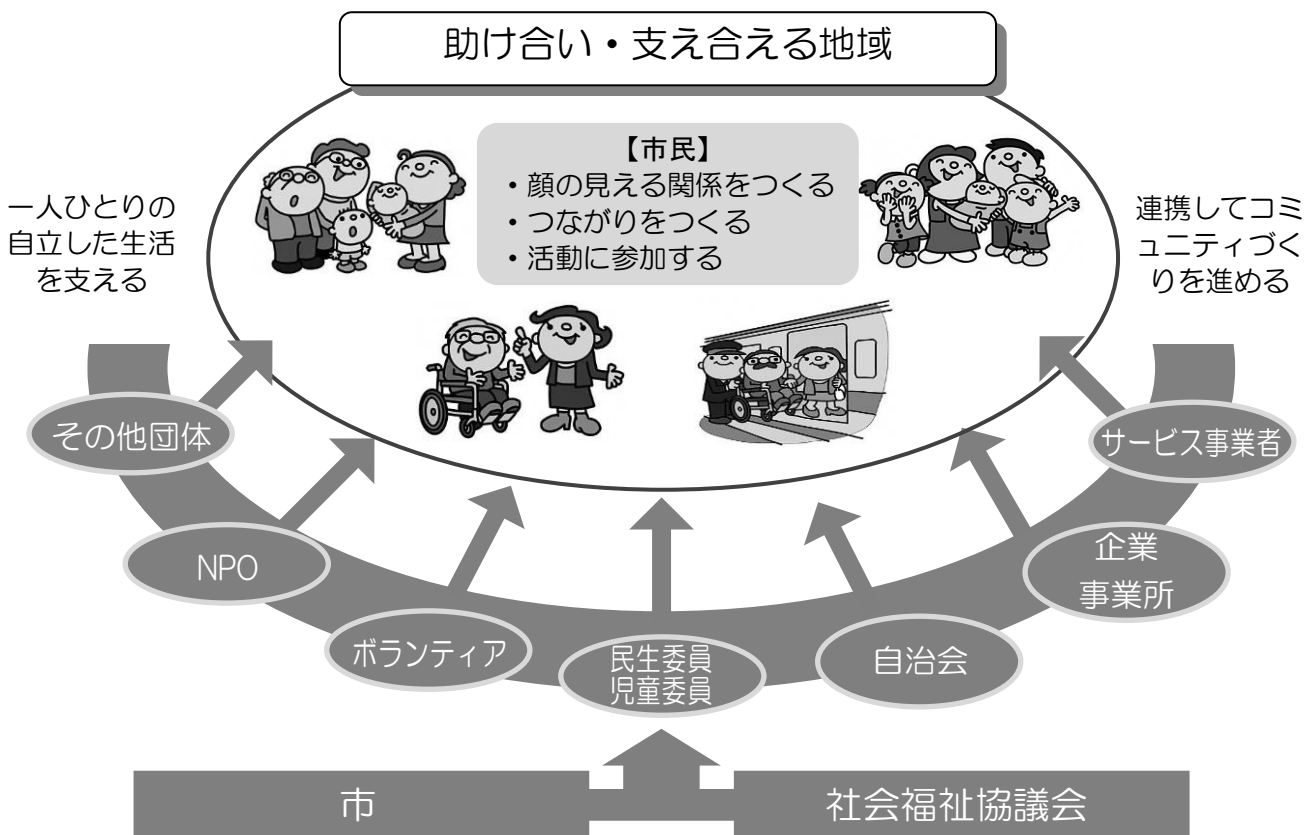 助け合い・支え合える地域
【市民】
・顔の見える関係をつくる
・つながりをつくる
・活動に参加する
一人ひとりの
自立した生活
を支える
連携してコミ
ュニティづく
りを進める
その他団体
サービス事業者
NPO
企業
事業所
ボランティア
民生委員
児童委員
自治会
市
社会福祉協議会